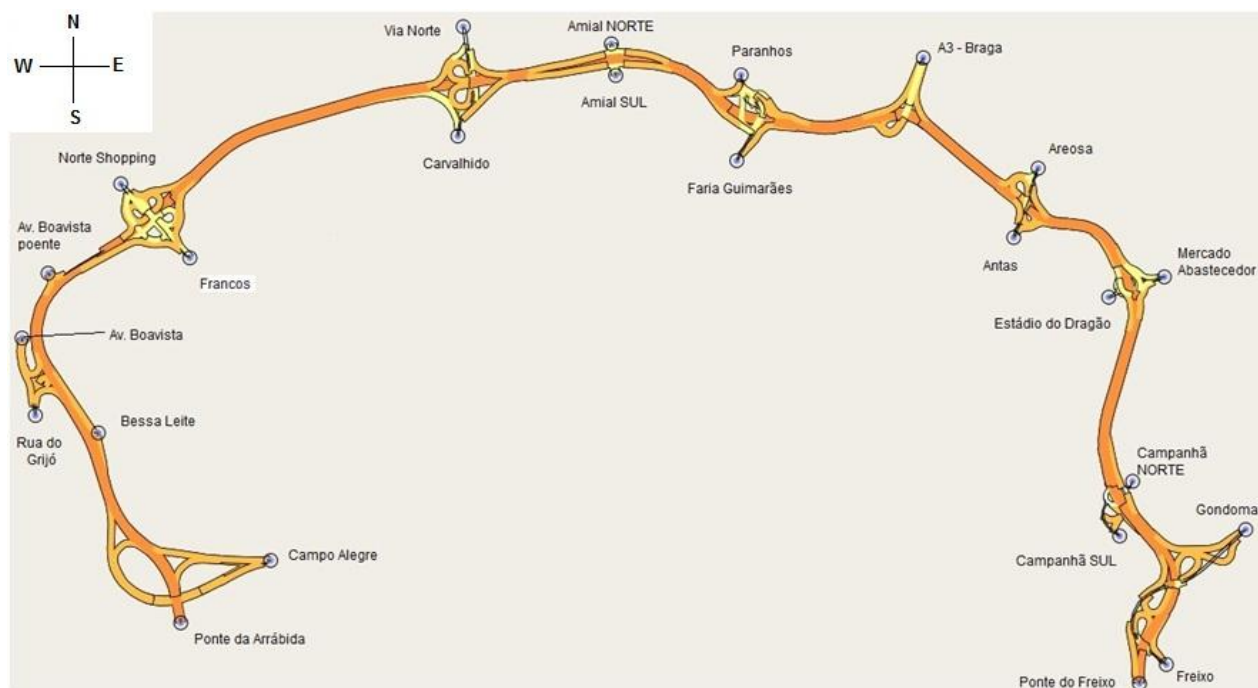 N
W E
S
Via Norte
Amial NORTE
Paranhos
A3 - Braga
Amial SUL
Norte Shopping
Carvalhido
Areosa
Faria Guimarães
Av. Boavista
poente
Francos
Antas
Mercado
Abastecedor
Estádio do Dragão
Av. Boavista
Bessa Leite
Rua do
Grijó
Campanhã
NORTE
Gondoma
Campo Alegre
Campanhã SUL
Ponte da Arrábida
Ponte do Freixo
Freixo